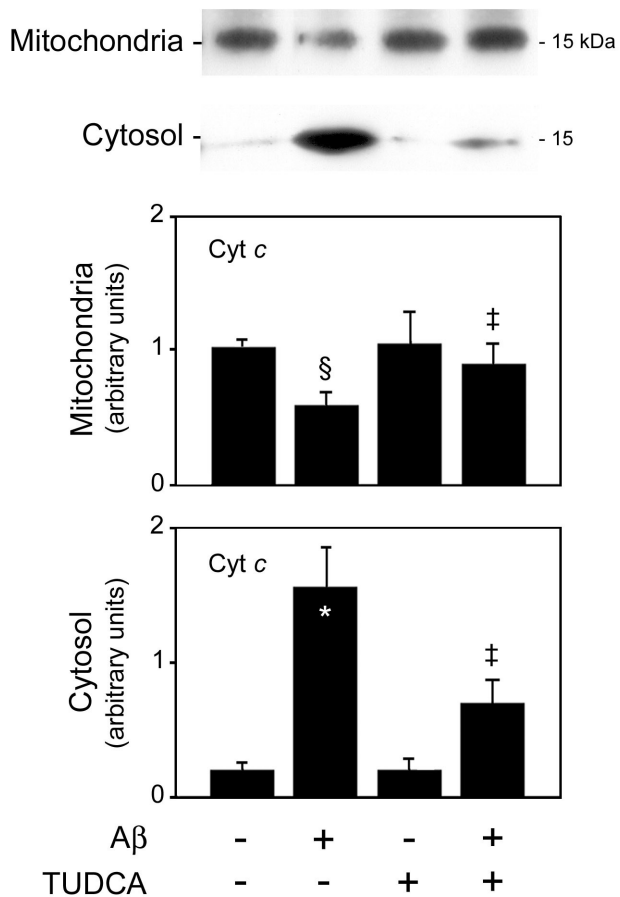 Mitochondria - - 15 kDa
Cytosol - - 15
2
Cyt c
§
‡
1
0
Mitochondria
(arbitrary units)
2
Cyt c
*
‡
1
0
Cytosol
(arbitrary units)
Aβ - + - +
TUDCA - - + +